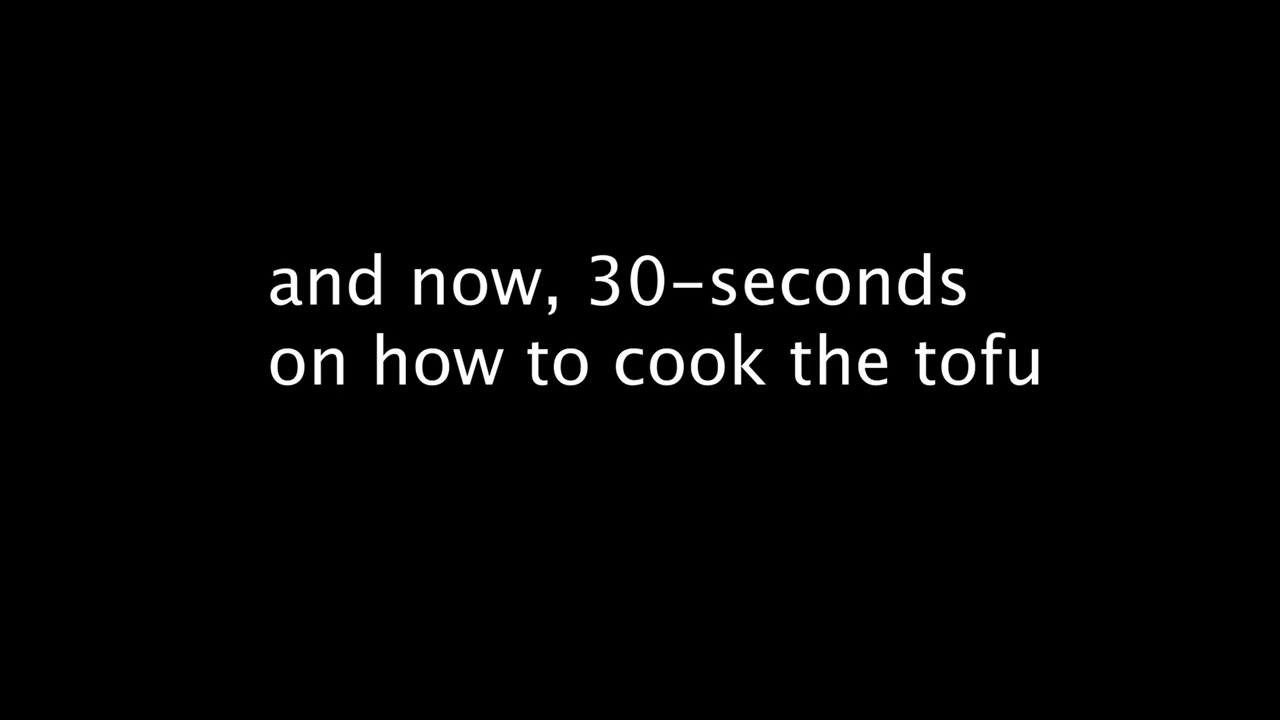 and now, 30-seconds
on how to cook the tofu